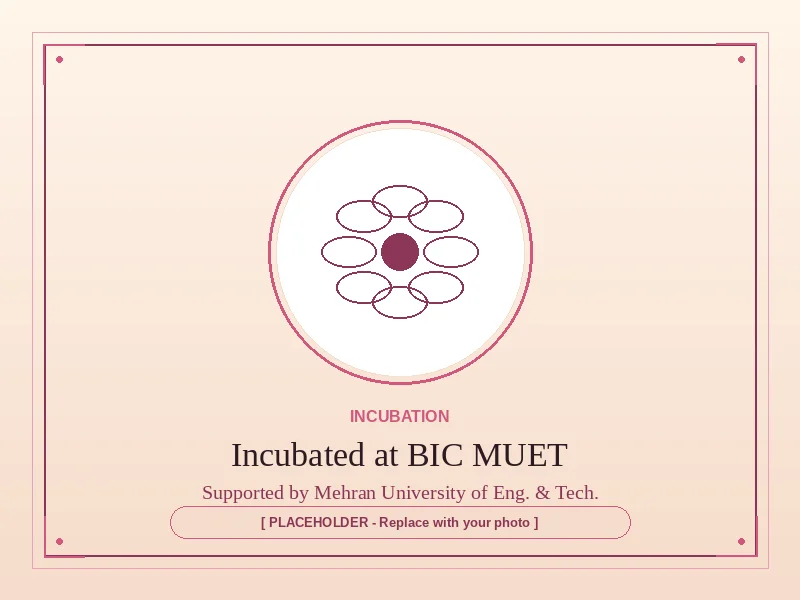 INCUBATION
Incubated at BIC MUET
Supported by Mehran University of Eng. & Tech.
[ PLACEHOLDER - Replace with your photo ]